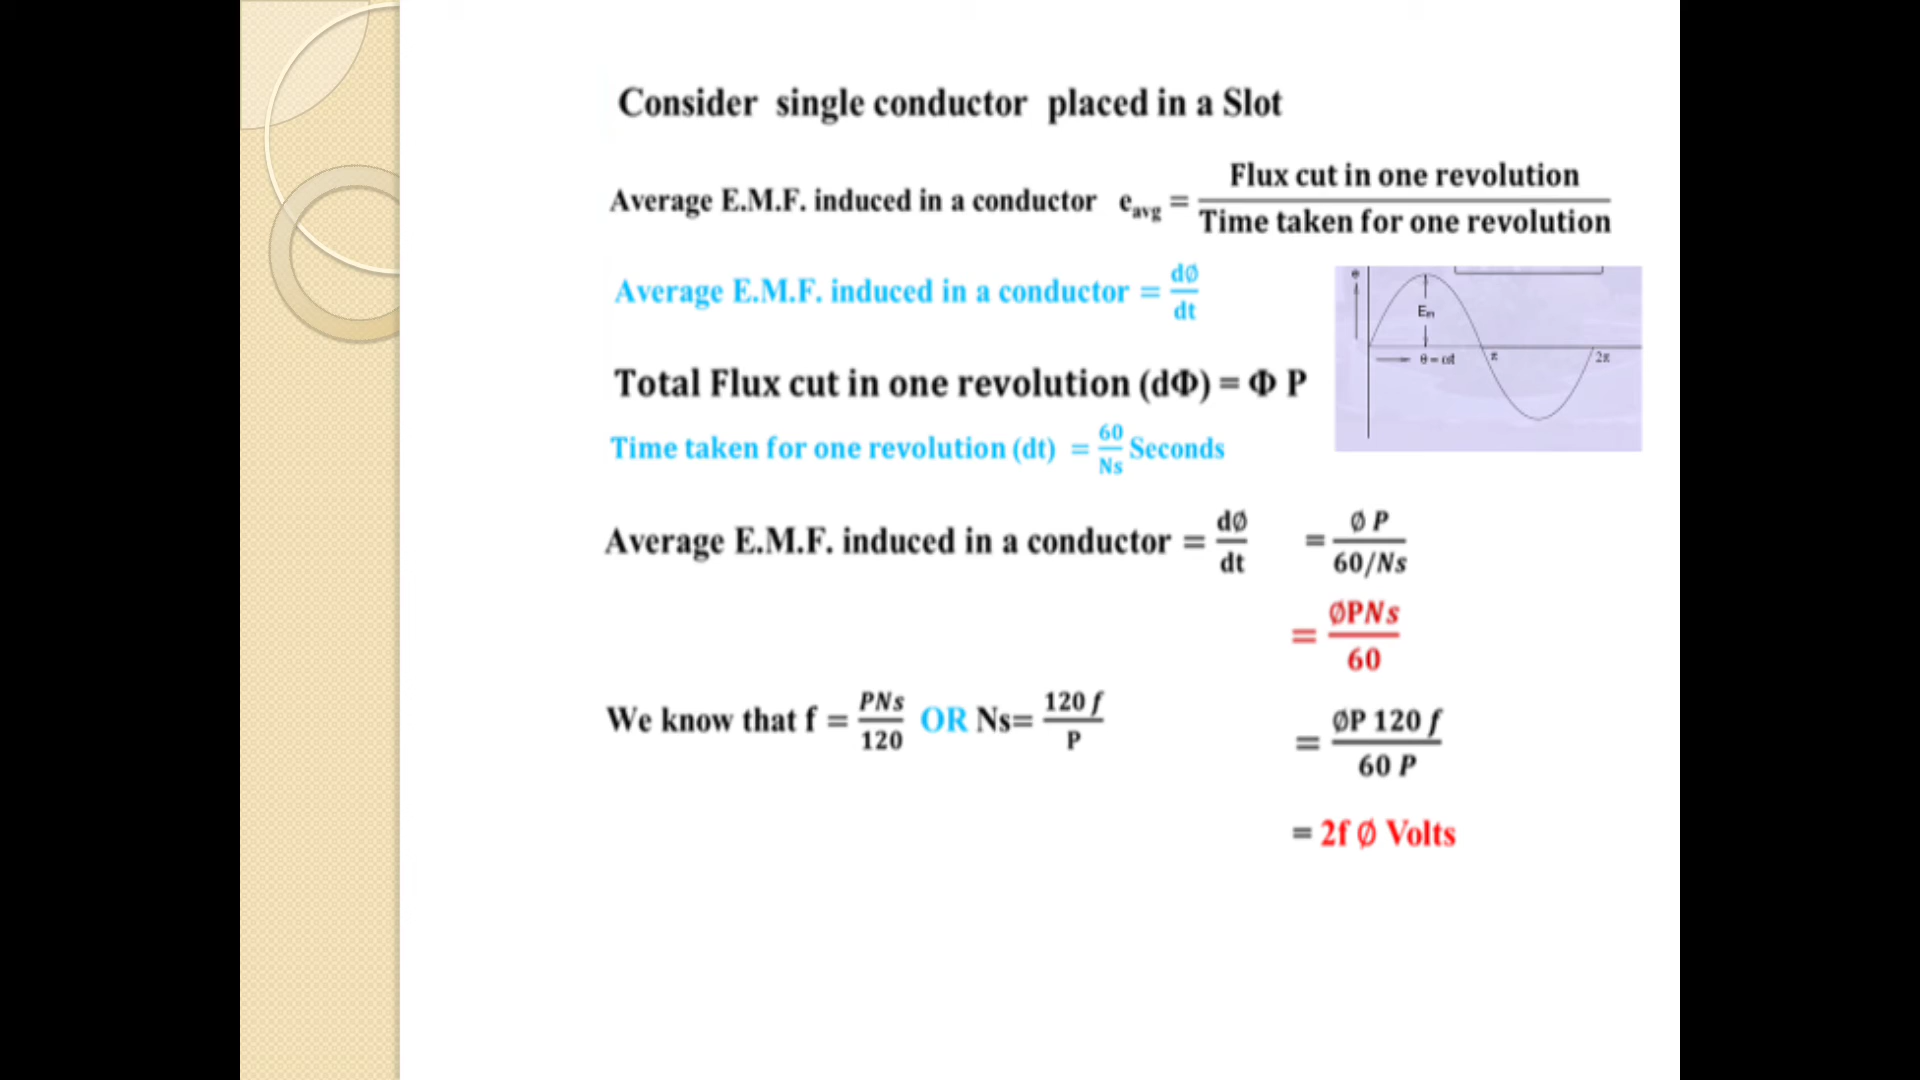 Consider single conductor placed in a Slot
Average E.M.F. induced in a conductor eavg = Flux cut in one revolution / Time taken for one revolution
Average E.M.F. induced in a conductor = dØ/dt
e
Em
θ = ωt
π
2π
Total Flux cut in one revolution (dΦ) = Φ P
Time taken for one revolution (dt) = 60/Ns Seconds
Average E.M.F. induced in a conductor = dØ/dt = Ø P / 60/Ns
= ØPNs / 60
We know that f = PNs/120 OR Ns= 120 f/P
= ØP 120 f / 60 P
= 2f Ø Volts